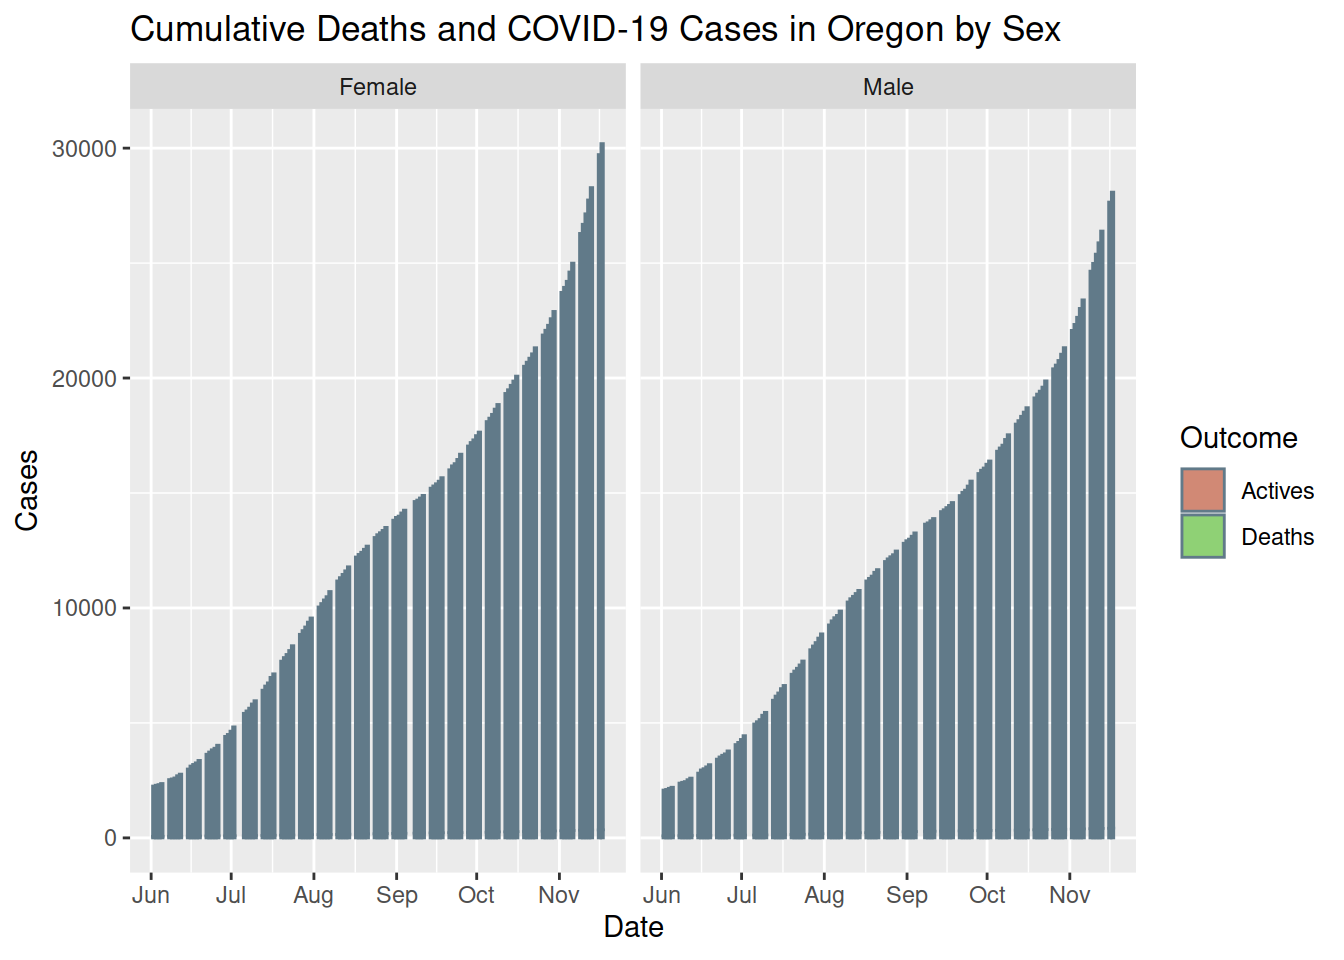 Cumulative Deaths and COVID-19 Cases in Oregon by Sex
Female
Male
30000
20000
10000
0
Cases
Jun Jul Aug Sep Oct Nov
Jun Jul Aug Sep Oct Nov
Date
Outcome
Actives
Deaths